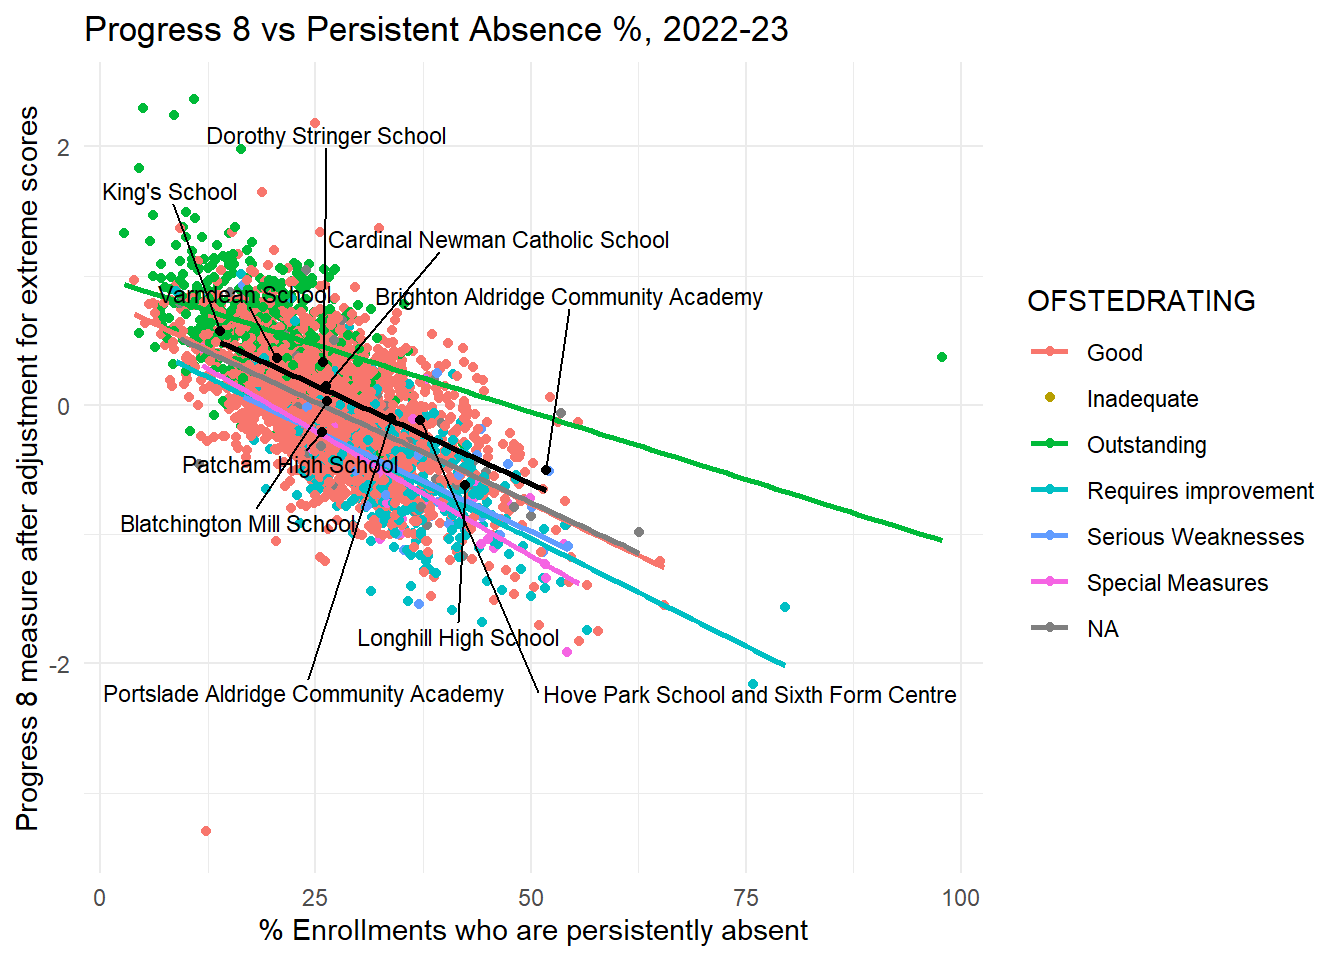 Progress 8 vs Persistent Absence %, 2022-23
Progress 8 measure after adjustment for extreme scores
2
0
-2
Dorothy Stringer School
King's School
Cardinal Newman Catholic School
Varndean School
Brighton Aldridge Community Academy
Patcham High School
Blatchington Mill School
Longhill High School
Portslade Aldridge Community Academy
Hove Park School and Sixth Form Centre
0
25
50
75
100
% Enrollments who are persistently absent
OFSTEDRATING
Good
Inadequate
Outstanding
Requires improvement
Serious Weaknesses
Special Measures
NA